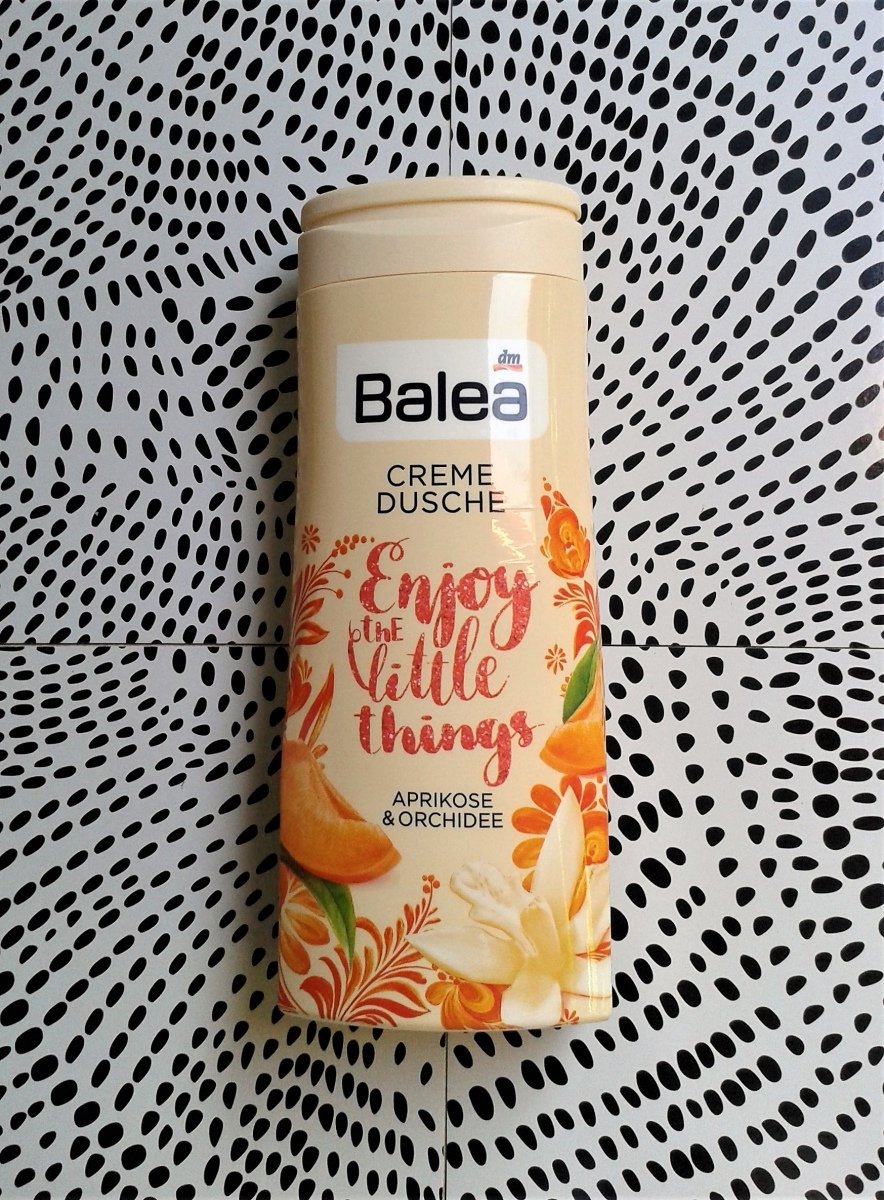 dm
Balea
CREME
DUSCHE
Enjoy
thE
little
things
APRIKOSE
& ORCHIDEE